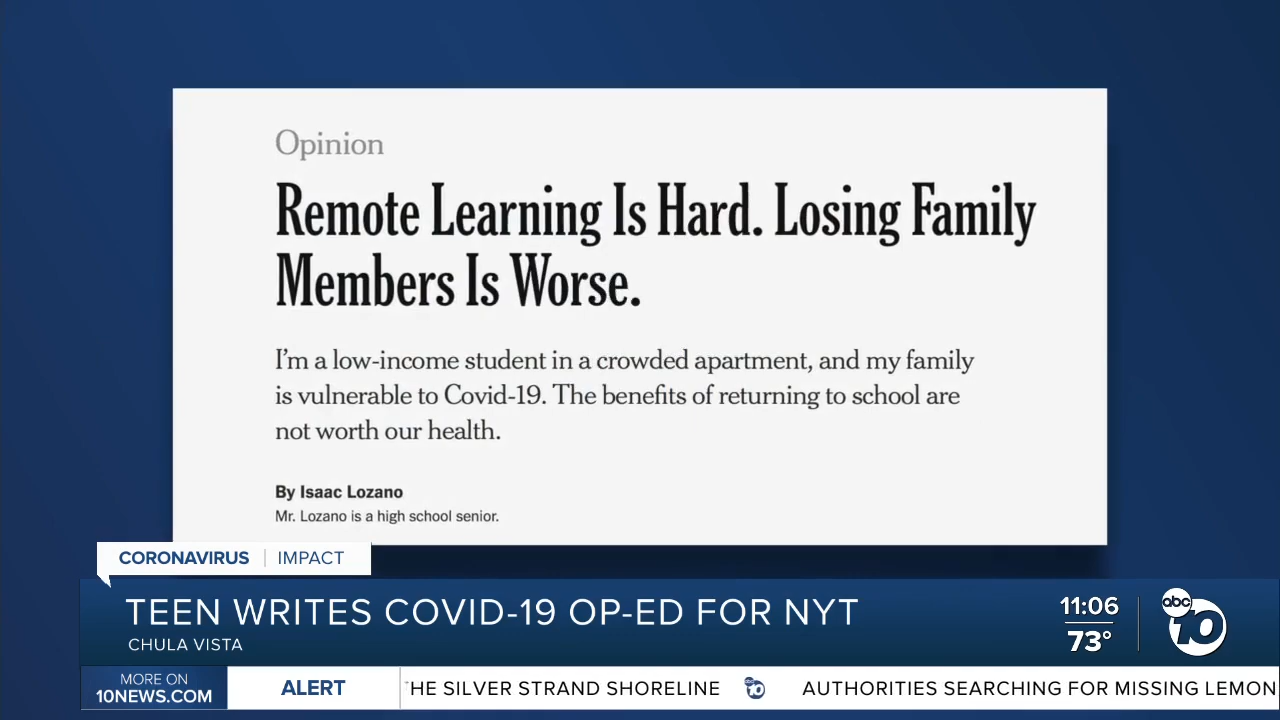 Opinion
Remote Learning Is Hard. Losing Family
Members Is Worse.
I'm a low-income student in a crowded apartment, and my family
is vulnerable to Covid-19. The benefits of returning to school are
not worth our health.
By Isaac Lozano
Mr. Lozano is a high school senior.
CORONAVIRUS | IMPACT
TEEN WRITES COVID-19 OP-ED FOR NYT
CHULA VISTA
11:06
73°
abc 10
MORE ON
10NEWS.COM
ALERT
HE SILVER STRAND SHORELINE abc 10 AUTHORITIES SEARCHING FOR MISSING LEMON